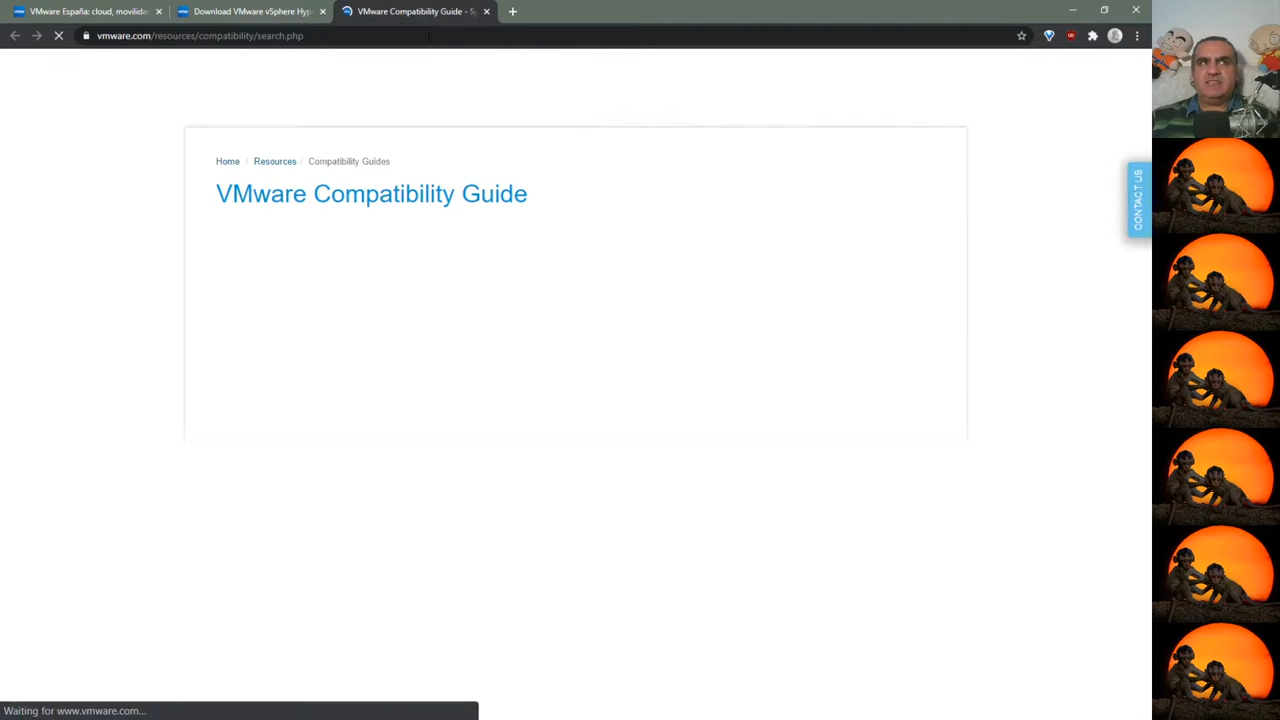 VMware España: cloud, movilida
Download VMware vSphere Hyp
VMware Compatibility Guide - Sy
vmware.com/resources/compatibility/search.php
Home / Resources / Compatibility Guides
VMware Compatibility Guide
CONTACT US
Waiting for www.vmware.com...